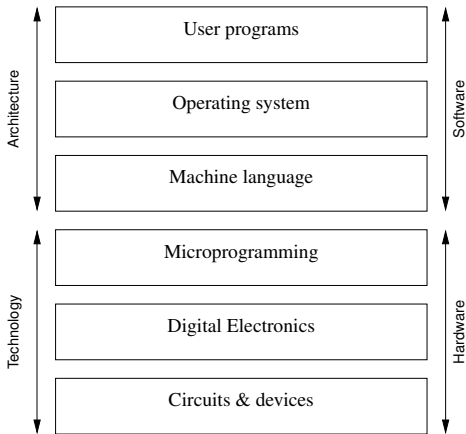 User programs
Operating system
Machine language
Microprogramming
Digital Electronics
Circuits & devices
Architecture
Technology
Software
Hardware